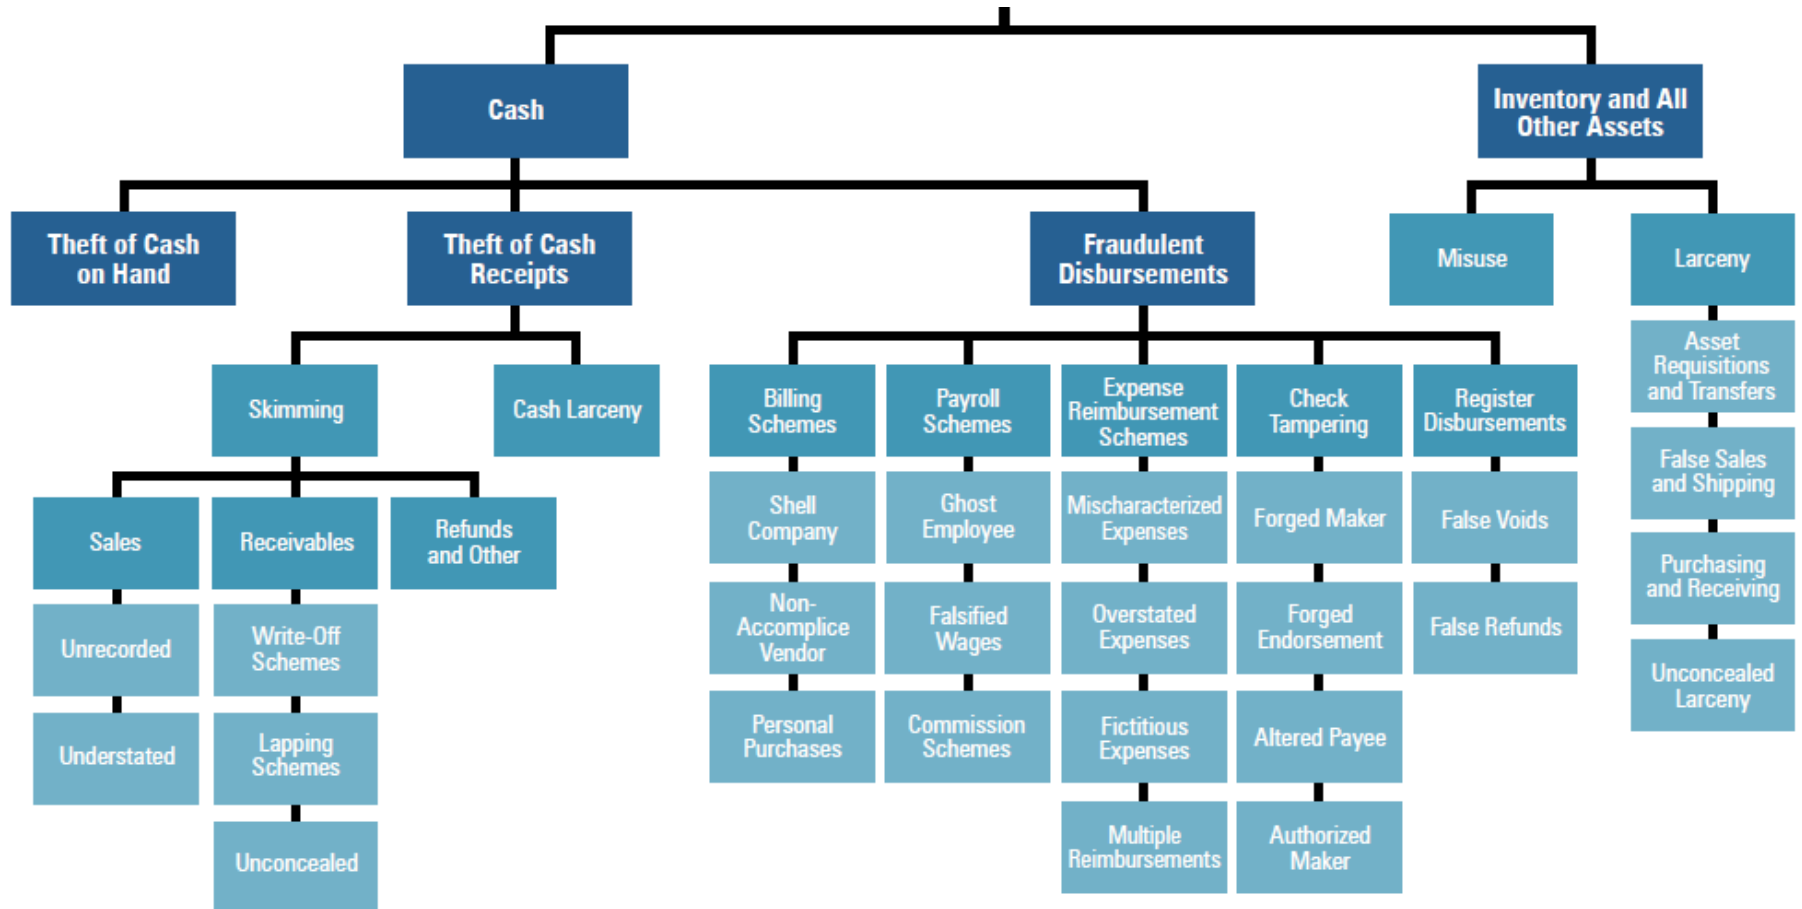 Cash
Inventory and All
Other Assets
Theft of Cash
on Hand
Theft of Cash
Receipts
Fraudulent
Disbursements
Misuse
Larceny
Skimming
Cash Larceny
Billing
Schemes
Payroll
Schemes
Expense
Reimbursement
Schemes
Check
Tampering
Register
Disbursements
Asset
Requisitions
and Transfers
False Sales
and Shipping
Purchasing
and Receiving
Unconcealed
Larceny
Sales
Receivables
Refunds
and Other
Unrecorded
Understated
Write-Off
Schemes
Lapping
Schemes
Unconcealed
Shell
Company
Non-
Accomplice
Vendor
Personal
Purchases
Ghost
Employee
Falsified
Wages
Commission
Schemes
Mischaracterized
Expenses
Overstated
Expenses
Fictitious
Expenses
Multiple
Reimbursements
Forged Maker
Forged
Endorsement
Altered Payee
Authorized
Maker
False Voids
False Refunds